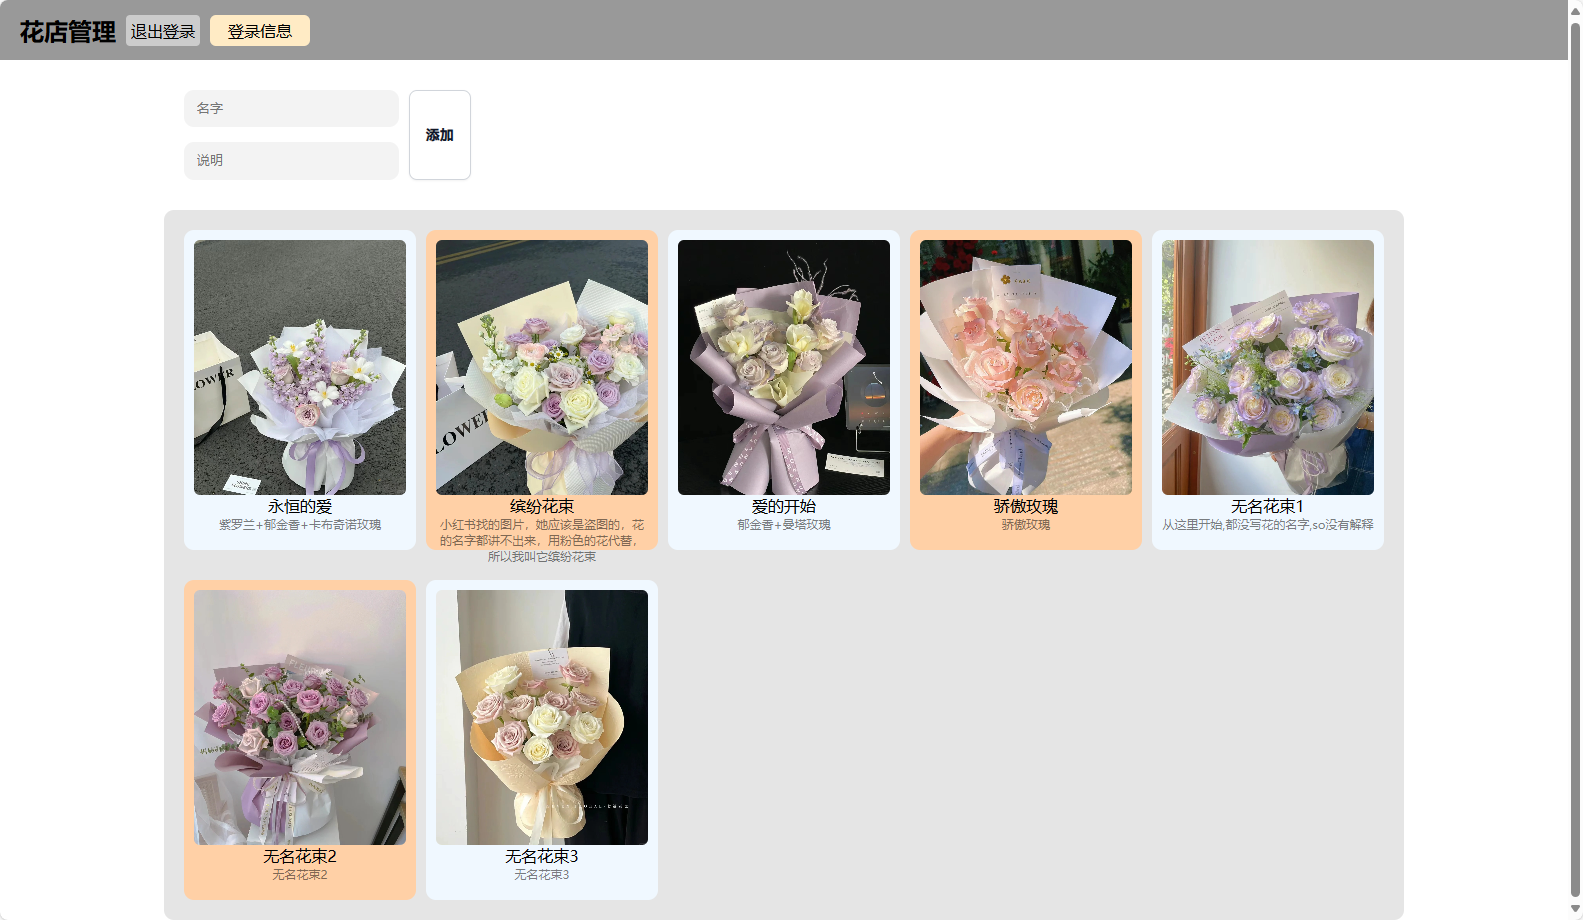 花店管理 退出登录 登录信息
名字
添加
说明
OWER
LOWER
永恒的爱
紫罗兰+郁金香+卡布奇诺玫瑰
缤纷花束
小红书找的图片，她应该是盗图的，花
的名字都讲不出来，用粉色的花代替，
所以我叫它缤纷花束
爱的开始
郁金香+曼塔玫瑰
骄傲玫瑰
骄傲玫瑰
无名花束1
从这里开始,都没写花的名字,so没有解释
无名花束2
无名花束2
无名花束3
无名花束3